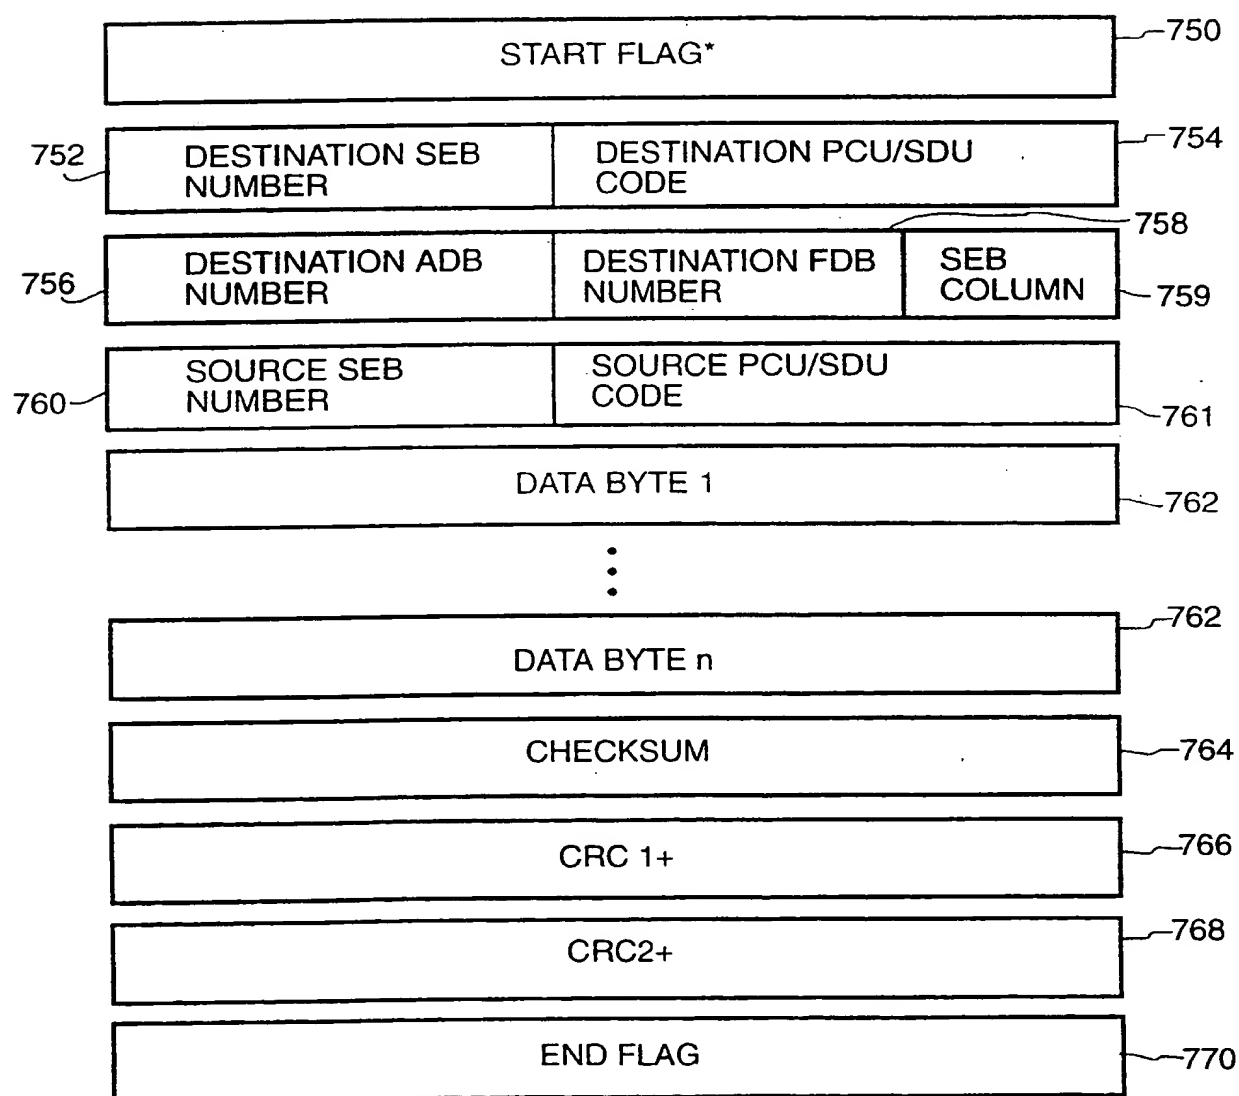 START FLAG*
750
752
DESTINATION SEB
NUMBER
DESTINATION PCU/SDU
CODE
754
756
DESTINATION ADB
NUMBER
DESTINATION FDB
NUMBER
758
SEB
COLUMN
759
760
SOURCE SEB
NUMBER
SOURCE PCU/SDU
CODE
761
DATA BYTE 1
762
DATA BYTE n
762
CHECKSUM
764
CRC 1+
766
CRC2+
768
END FLAG
770